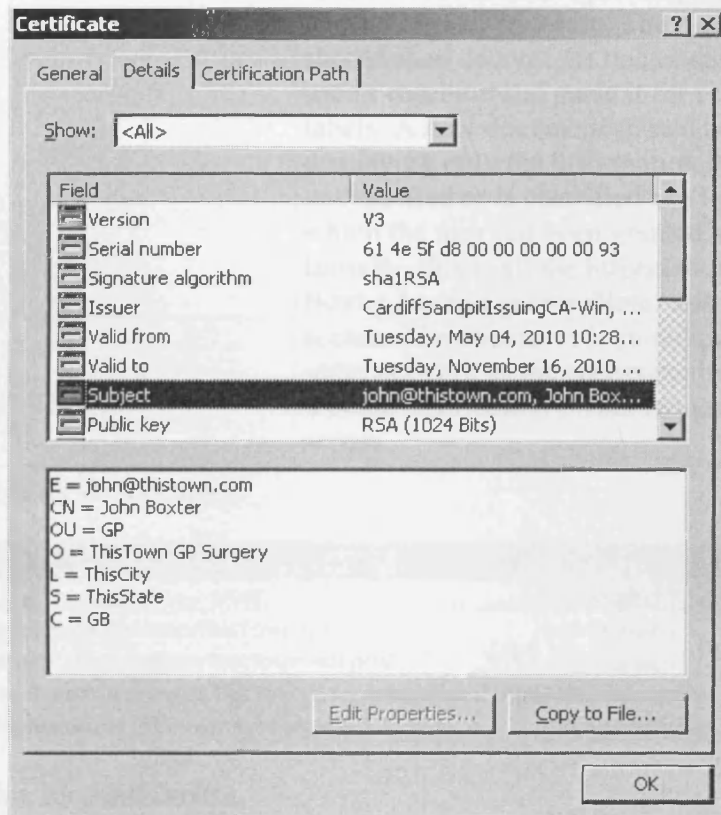 Certificate
General Details Certification Path
Show: <All>
Field Value
Version V3
Serial number 61 4e 5f d8 00 00 00 00 00 93
Signature algorithm sha1RSA
Issuer CardiffSandpitIssuingCA-Win, ...
Valid from Tuesday, May 04, 2010 10:28...
Valid to Tuesday, November 16, 2010 ...
Subject john@thistown.com, John Box...
Public key RSA (1024 Bits)
E = john@thistown.com
CN = John Boxter
OU = GP
O = ThisTown GP Surgery
L = ThisCity
S = ThisState
C = GB
Edit Properties... Copy to File...
OK